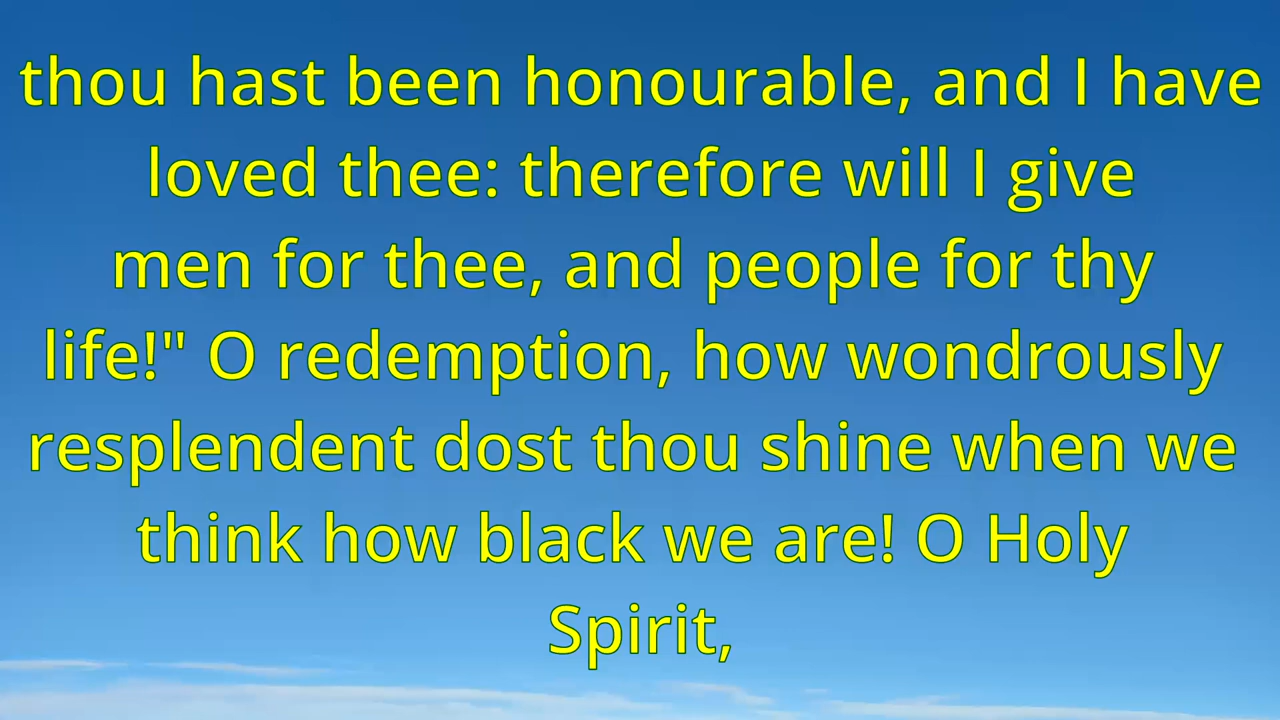 thou hast been honourable, and I have
loved thee: therefore will I give
men for thee, and people for thy
life!" O redemption, how wondrously
resplendent dost thou shine when we
think how black we are! O Holy
Spirit,